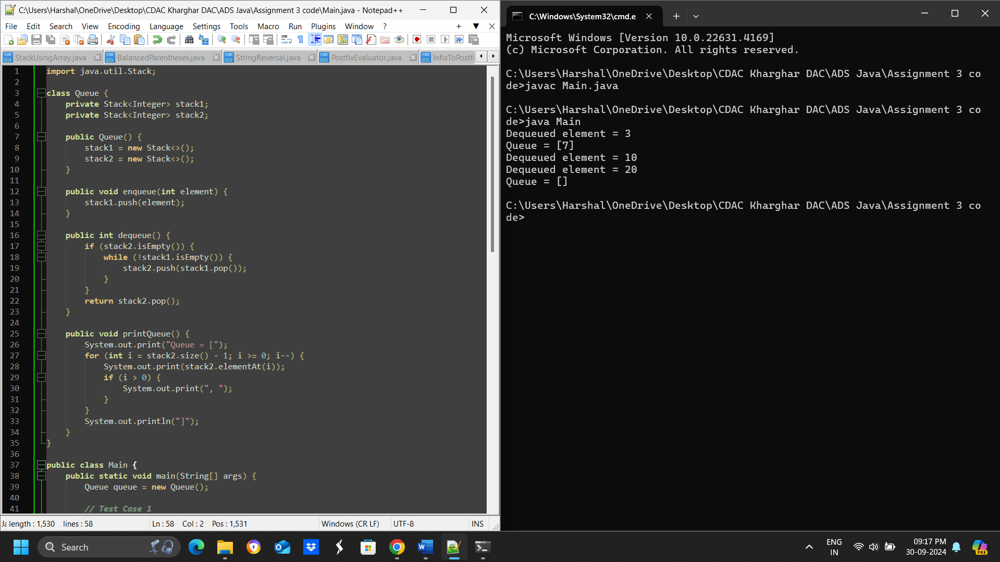 C:\Users\Harshal\OneDrive\Desktop\CDAC Kharghar DAC\ADS Java\Assignment 3 code\Main.java - Notepad++
File Edit Search View Encoding Language Settings Tools Macro Run Plugins Window ?
StackUsingArray.java BalancedParentheses.java StringReversal.java PostfixEvaluator.java InfixToPostfi
1 import java.util.Stack;
2
3 class Queue {
4 private Stack<Integer> stack1;
5 private Stack<Integer> stack2;
6
7 public Queue() {
8 stack1 = new Stack<>();
9 stack2 = new Stack<>();
10 }
11
12 public void enqueue(int element) {
13 stack1.push(element);
14 }
15
16 public int dequeue() {
17 if (stack2.isEmpty()) {
18 while (!stack1.isEmpty()) {
19 stack2.push(stack1.pop());
20 }
21 }
22 return stack2.pop();
23 }
24
25 public void printQueue() {
26 System.out.print("Queue = [");
27 for (int i = stack2.size() - 1; i >= 0; i--) {
28 System.out.print(stack2.elementAt(i));
29 if (i > 0) {
30 System.out.print(", ");
31 }
32 }
33 System.out.println("]");
34 }
35 }
36
37 public class Main {
38 public static void main(String[] args) {
39 Queue queue = new Queue();
40
41 // Test Case 1
Ja length : 1,530 lines : 58 Ln : 58 Col : 2 Pos : 1,531 Windows (CR LF) UTF-8 INS
C:\Windows\System32\cmd.e
Microsoft Windows [Version 10.0.22631.4169]
(c) Microsoft Corporation. All rights reserved.
C:\Users\Harshal\OneDrive\Desktop\CDAC Kharghar DAC\ADS Java\Assignment 3 co
de>javac Main.java
C:\Users\Harshal\OneDrive\Desktop\CDAC Kharghar DAC\ADS Java\Assignment 3 co
de>java Main
Dequeued element = 3
Queue = [7]
Dequeued element = 10
Dequeued element = 20
Queue = []
C:\Users\Harshal\OneDrive\Desktop\CDAC Kharghar DAC\ADS Java\Assignment 3 co
de>
Search
ENG
IN
09:17 PM
30-09-2024
PRE